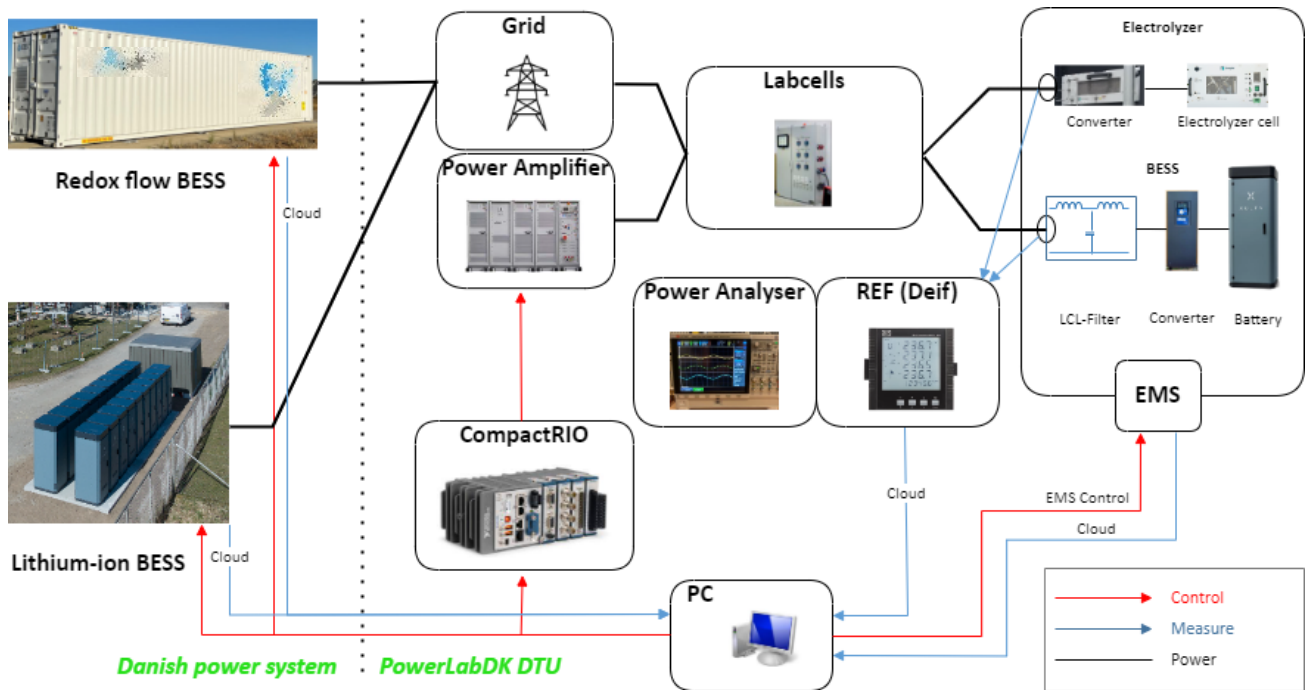 Grid
Labcells
Electrolyzer
Converter
Electrolyzer cell
Power Amplifier
Redox flow BESS
Cloud
BESS
LCL-Filter
Converter
Battery
Power Analyser
REF (Deif)
EMS
CompactRIO
Cloud
EMS Control
Cloud
Cloud
Lithium-ion BESS
PC
Control
Measure
Power
Danish power system
PowerLabDK DTU